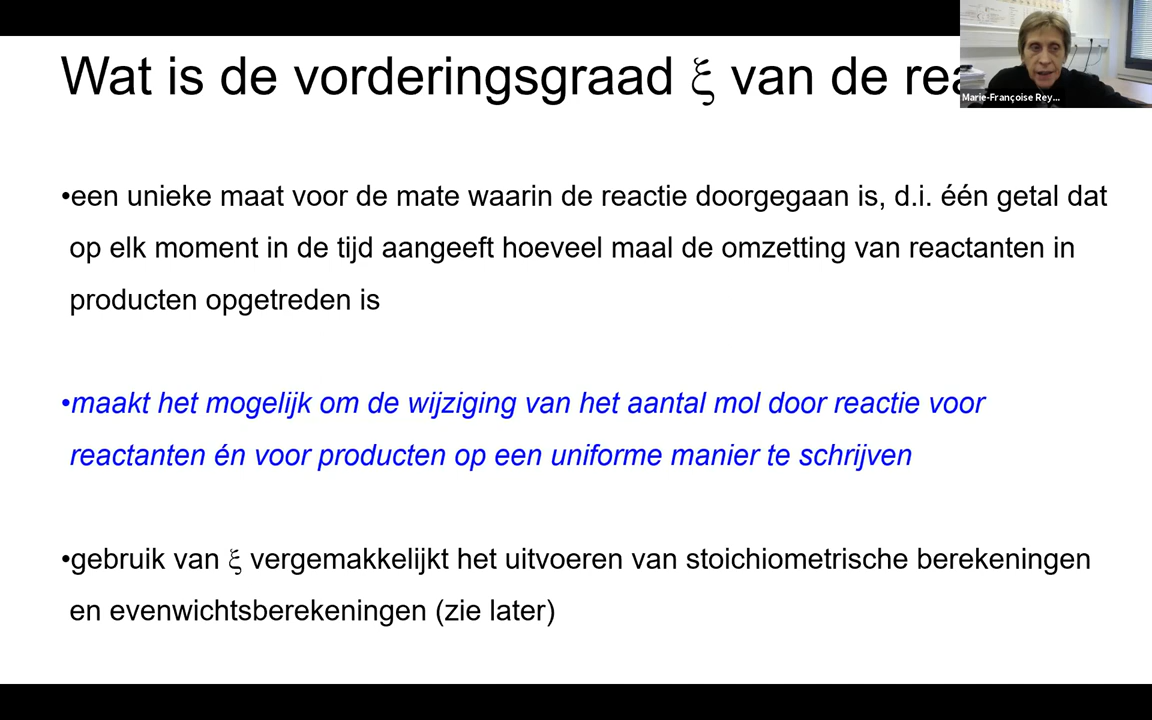 Wat is de vorderingsgraad ξ van de
Marie-Françoise Rey...
•een unieke maat voor de mate waarin de reactie doorgegaan is, d.i. één getal dat
op elk moment in de tijd aangeeft hoeveel maal de omzetting van reactanten in
producten opgetreden is
•maakt het mogelijk om de wijziging van het aantal mol door reactie voor
reactanten én voor producten op een uniforme manier te schrijven
•gebruik van ξ vergemakkelijkt het uitvoeren van stoichiometrische berekeningen
en evenwichtsberekeningen (zie later)